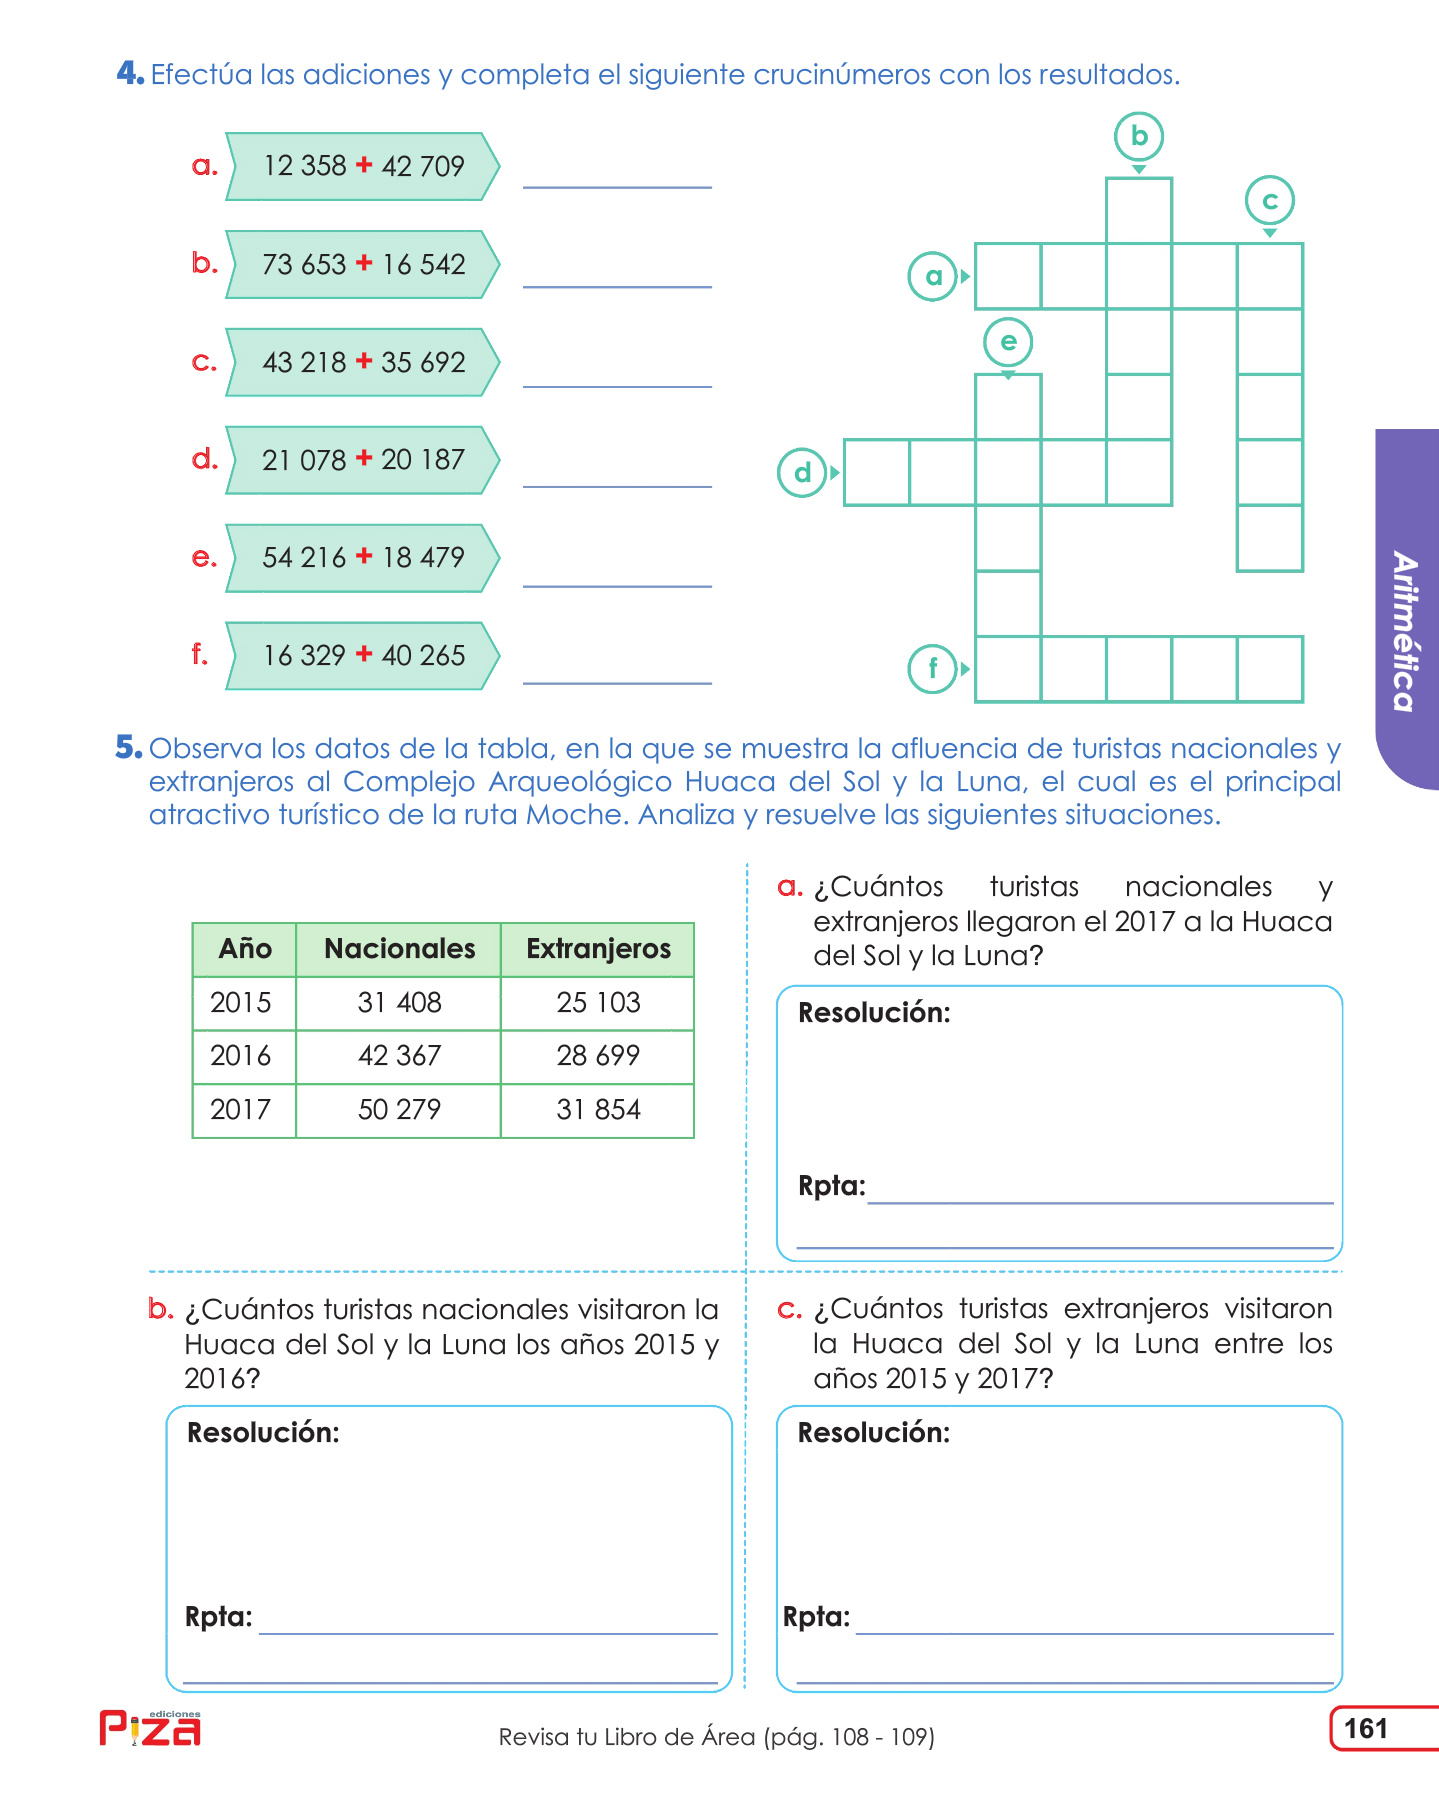 4. Efectúa las adiciones y completa el siguiente crucinúmeros con los resultados.
a. 12 358 + 42 709
b. 73 653 + 16 542
c. 43 218 + 35 692
d. 21 078 + 20 187
e. 54 216 + 18 479
f. 16 329 + 40 265
b
c
a
e
d
f
Aritmética
5. Observa los datos de la tabla, en la que se muestra la afluencia de turistas nacionales y
extranjeros al Complejo Arqueológico Huaca del Sol y la Luna, el cual es el principal
atractivo turístico de la ruta Moche. Analiza y resuelve las siguientes situaciones.
Año Nacionales Extranjeros
2015 31 408 25 103
2016 42 367 28 699
2017 50 279 31 854
a. ¿Cuántos turistas nacionales y
extranjeros llegaron el 2017 a la Huaca
del Sol y la Luna?
Resolución:
Rpta:
b. ¿Cuántos turistas nacionales visitaron la
Huaca del Sol y la Luna los años 2015 y
2016?
Resolución:
Rpta:
c. ¿Cuántos turistas extranjeros visitaron
la Huaca del Sol y la Luna entre los
años 2015 y 2017?
Resolución:
Rpta:
ediciones
Piza
Revisa tu Libro de Área (pág. 108 - 109)
161